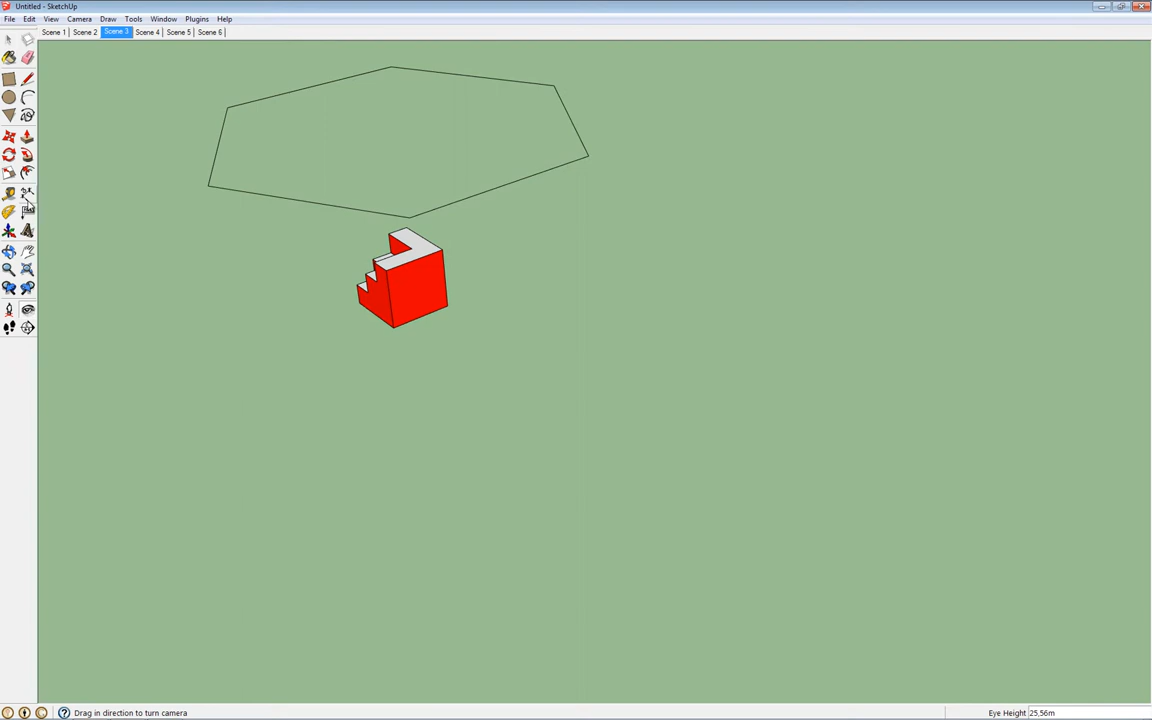 Untitled - SketchUp
File Edit View Camera Draw Tools Window Plugins Help
Scene 1 Scene 2 Scene 3 Scene 4 Scene 5 Scene 6
Drag in direction to turn camera
Eye Height 25,56m